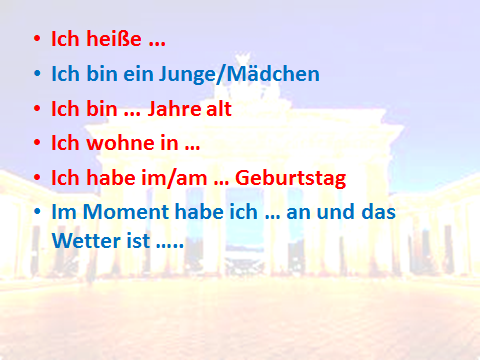 • Ich heiße ...
• Ich bin ein Junge/Mädchen
• Ich bin ... Jahre alt
• Ich wohne in ...
• Ich habe im/am ... Geburtstag
• Im Moment habe ich ... an und das
Wetter ist .....